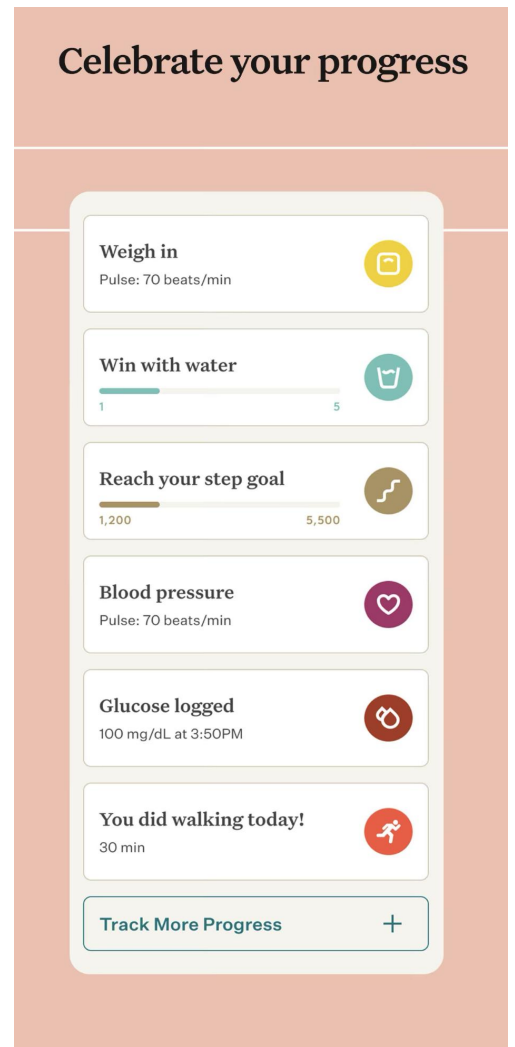 Celebrate your progress
Weigh in
Pulse: 70 beats/min
Win with water
1 5
Reach your step goal
1,200 5,500
Blood pressure
Pulse: 70 beats/min
Glucose logged
100 mg/dL at 3:50PM
You did walking today!
30 min
Track More Progress +